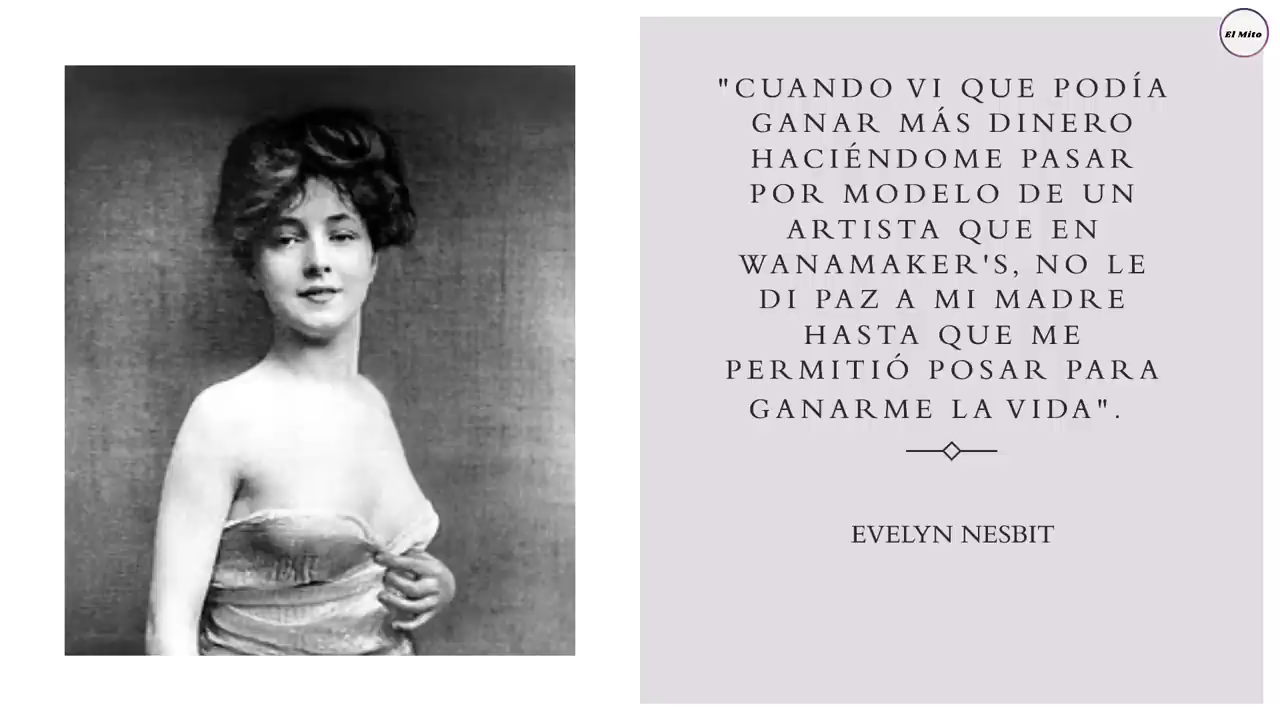 El Mito
"CUANDO VI QUE PODÍA
GANAR MÁS DINERO
HACIÉNDOME PASAR
POR MODELO DE UN
ARTISTA QUE EN
WANAMAKER'S, NO LE
DI PAZ A MI MADRE
HASTA QUE ME
PERMITIÓ POSAR PARA
GANARME LA VIDA".
EVELYN NESBIT